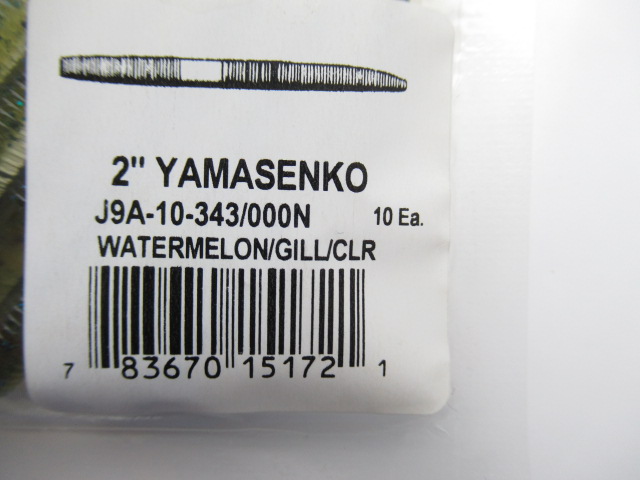 2" YAMASENKO
J9A-10-343/000N 10 Ea.
WATERMELON/GILL/CLR
7 83670 15172 1